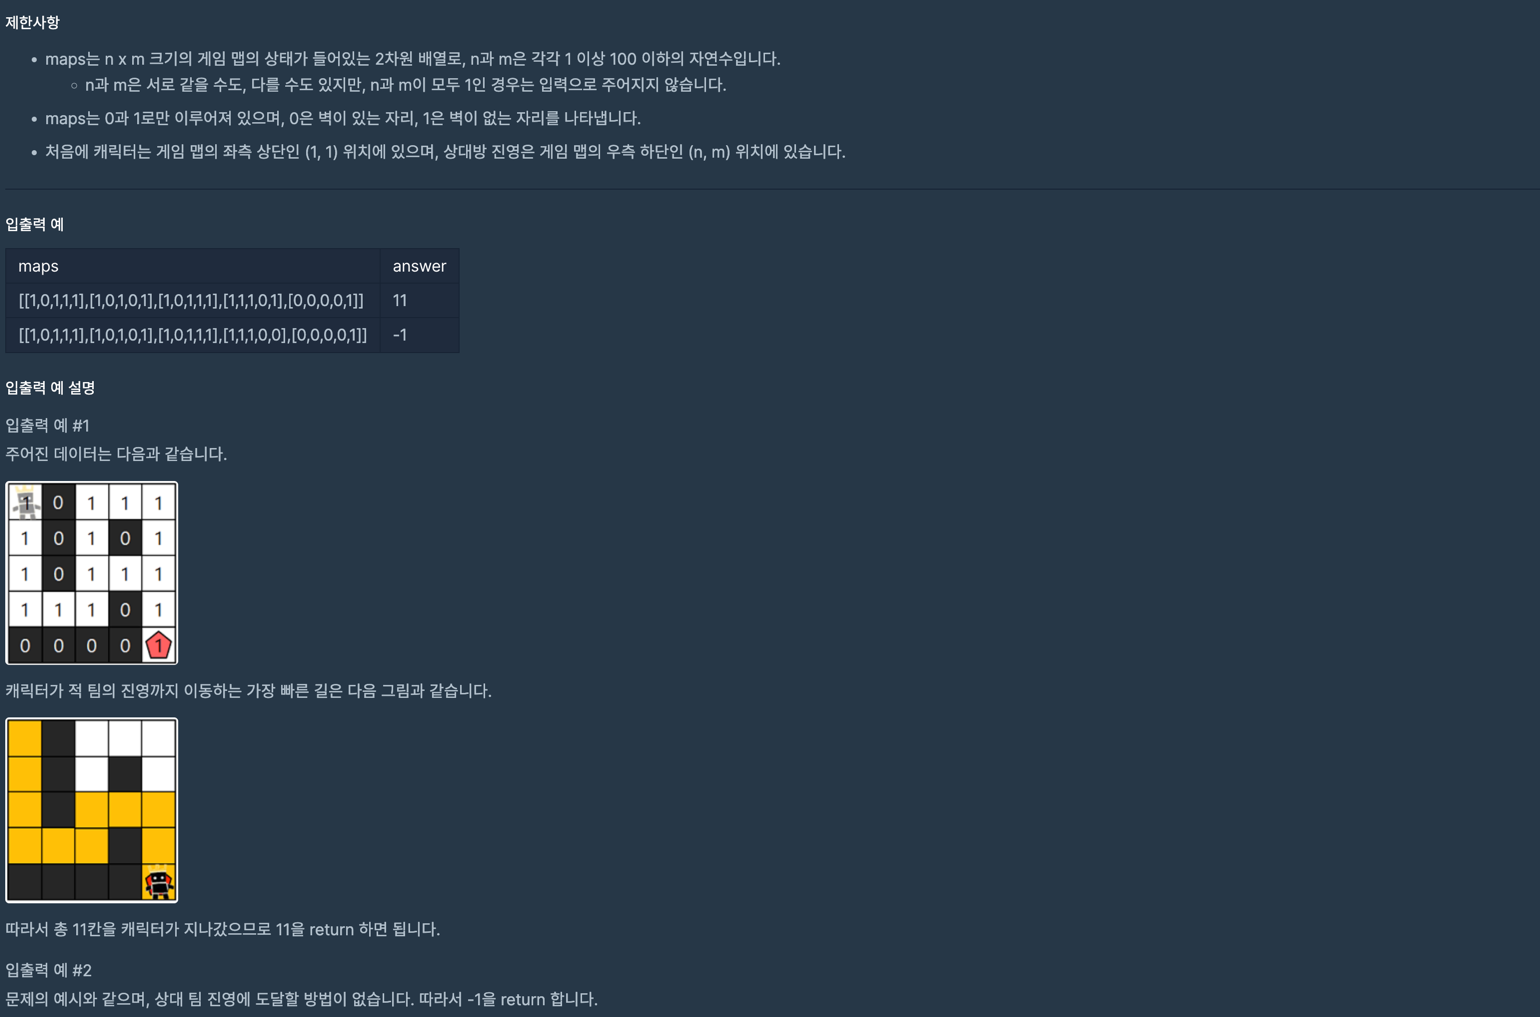 제한사항
• maps는 n x m 크기의 게임 맵의 상태가 들어있는 2차원 배열로, n과 m은 각각 1 이상 100 이하의 자연수입니다.
◦ n과 m은 서로 같을 수도, 다를 수도 있지만, n과 m이 모두 1인 경우는 입력으로 주어지지 않습니다.
• maps는 0과 1로만 이루어져 있으며, 0은 벽이 있는 자리, 1은 벽이 없는 자리를 나타냅니다.
• 처음에 캐릭터는 게임 맵의 좌측 상단인 (1, 1) 위치에 있으며, 상대방 진영은 게임 맵의 우측 하단인 (n, m) 위치에 있습니다.
입출력 예
maps answer
[[1,0,1,1,1],[1,0,1,0,1],[1,0,1,1,1],[1,1,1,0,1],[0,0,0,0,1]] 11
[[1,0,1,1,1],[1,0,1,0,1],[1,0,1,1,1],[1,1,1,0,0],[0,0,0,0,1]] -1
입출력 예 설명
입출력 예 #1
주어진 데이터는 다음과 같습니다.
1 0 1 1 1
1 0 1 0 1
1 0 1 1 1
1 1 1 0 1
0 0 0 0 1
캐릭터가 적 팀의 진영까지 이동하는 가장 빠른 길은 다음 그림과 같습니다.
따라서 총 11칸을 캐릭터가 지나갔으므로 11을 return 하면 됩니다.
입출력 예 #2
문제의 예시와 같으며, 상대 팀 진영에 도달할 방법이 없습니다. 따라서 -1을 return 합니다.